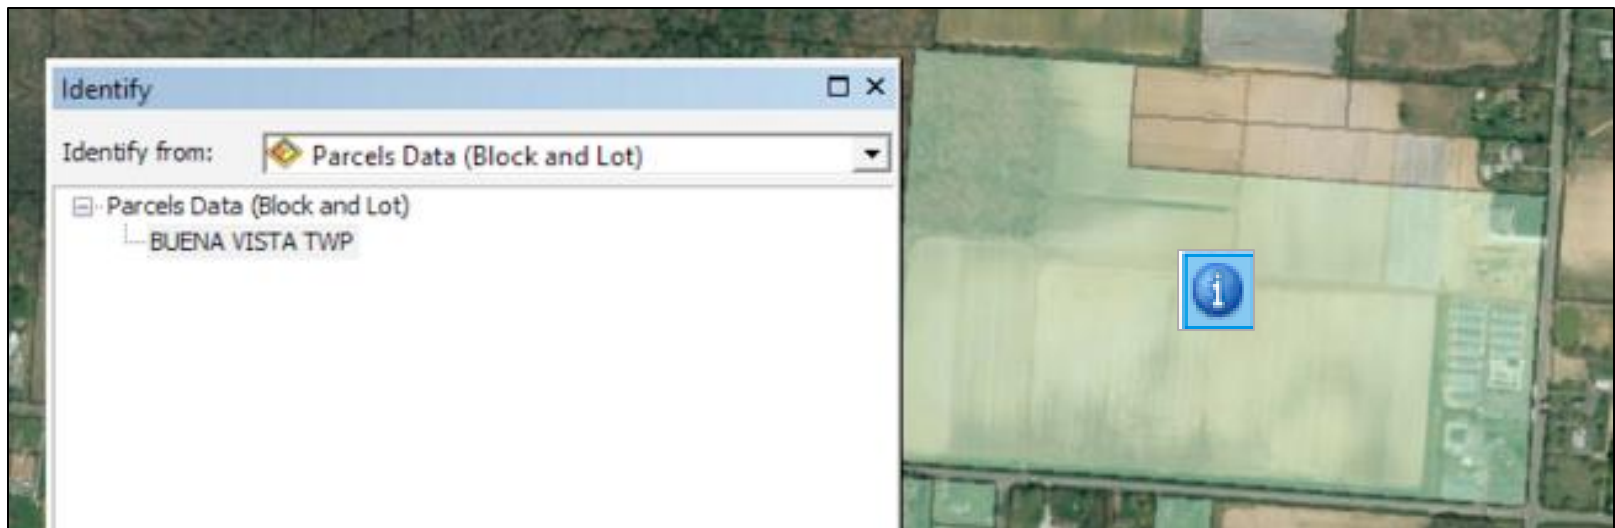 Identify
Identify from: Parcels Data (Block and Lot)
Parcels Data (Block and Lot)
BUENA VISTA TWP
i